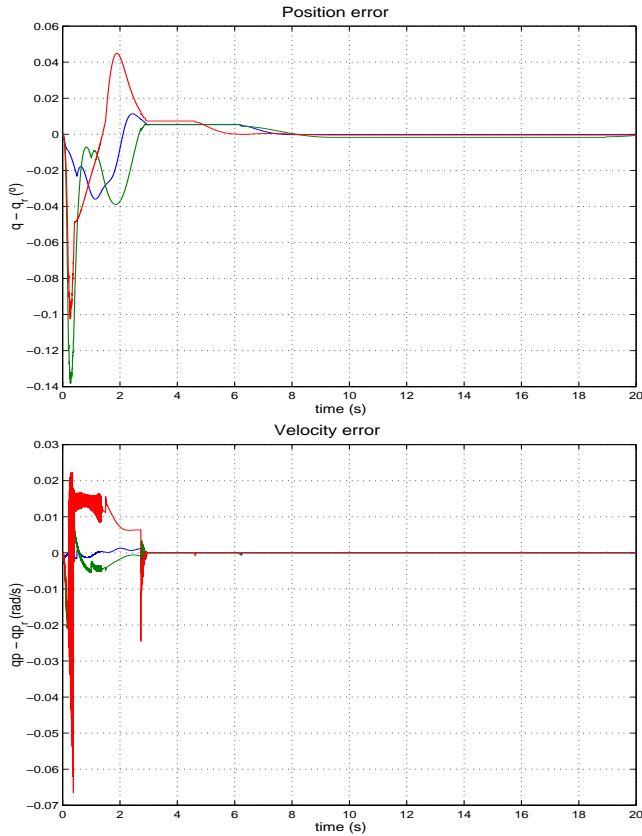 Position error
0.06
0.04
0.02
0
−0.02
−0.04
−0.06
−0.08
−0.1
−0.12
−0.14
q − q_r (º)
0 2 4 6 8 10 12 14 16 18 20
time (s)
Velocity error
0.03
0.02
0.01
0
−0.01
−0.02
−0.03
−0.04
−0.05
−0.06
−0.07
qp − qp_r (rad/s)
0 2 4 6 8 10 12 14 16 18 20
time (s)